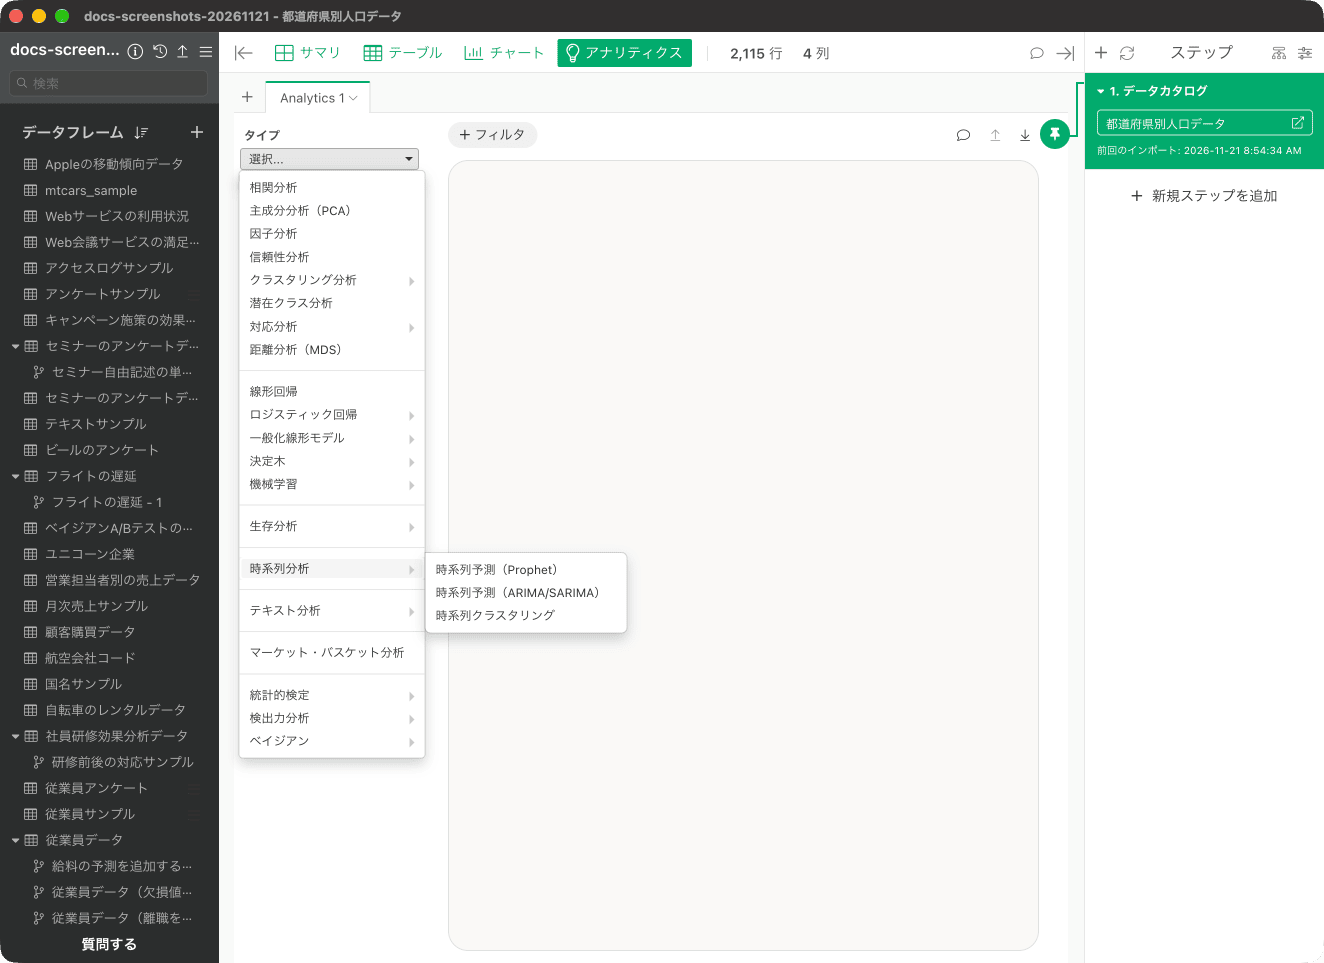 docs-screenshots-20261121 - 都道府県別人口データ
docs-screen...
検索
データフレーム
Appleの移動傾向データ
mtcars_sample
Webサービスの利用状況
Web会議サービスの満足…
アクセスログサンプル
アンケートサンプル
キャンペーン施策の効果…
セミナーのアンケートデ…
セミナー自由記述の単…
セミナーのアンケートデ…
テキストサンプル
ビールのアンケート
フライトの遅延
フライトの遅延 - 1
ベイジアンA/Bテストの…
ユニコーン企業
営業担当者別の売上データ
月次売上サンプル
顧客購買データ
航空会社コード
国名サンプル
自転車のレンタルデータ
社員研修効果分析データ
研修前後の対応サンプル
従業員アンケート
従業員サンプル
従業員データ
給料の予測を追加する…
従業員データ（欠損値…
従業員データ（離職を…
質問する
サマリ
テーブル
チャート
アナリティクス
2,115 行
4 列
Analytics 1
タイプ
選択...
フィルタ
相関分析
主成分分析（PCA）
因子分析
信頼性分析
クラスタリング分析
潜在クラス分析
対応分析
距離分析（MDS）
線形回帰
ロジスティック回帰
一般化線形モデル
決定木
機械学習
生存分析
時系列分析
テキスト分析
マーケット・バスケット分析
統計的検定
検出力分析
ベイジアン
時系列予測（Prophet）
時系列予測（ARIMA/SARIMA）
時系列クラスタリング
ステップ
1. データカタログ
都道府県別人口データ
前回のインポート: 2026-11-21 8:54:34 AM
新規ステップを追加